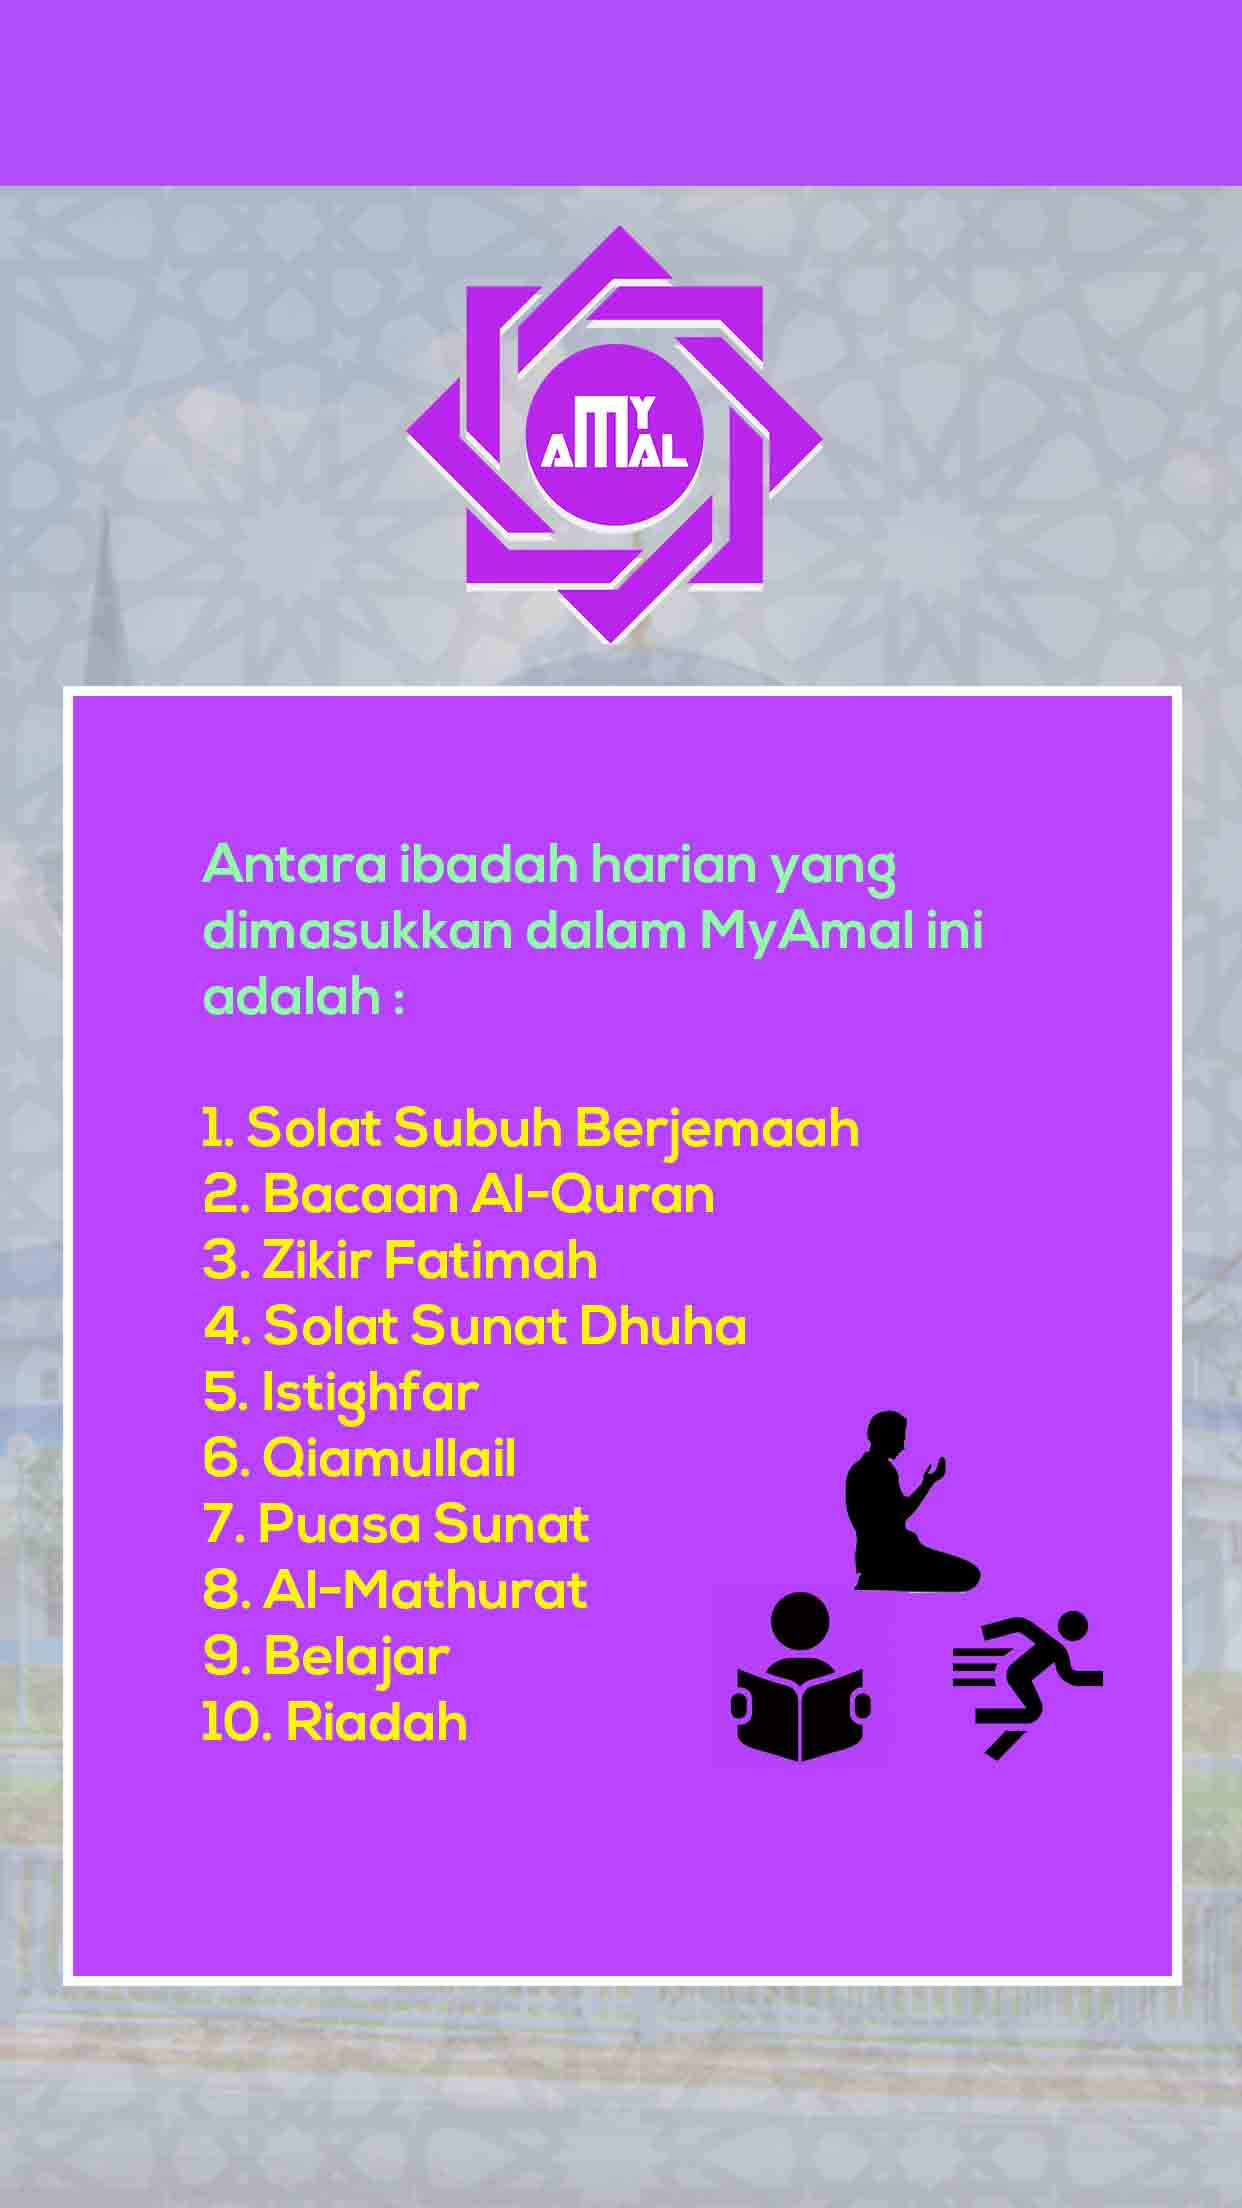 MY
AMAL
Antara ibadah harian yang
dimasukkan dalam MyAmal ini
adalah :
1. Solat Subuh Berjemaah
2. Bacaan Al-Quran
3. Zikir Fatimah
4. Solat Sunat Dhuha
5. Istighfar
6. Qiamullail
7. Puasa Sunat
8. Al-Mathurat
9. Belajar
10. Riadah